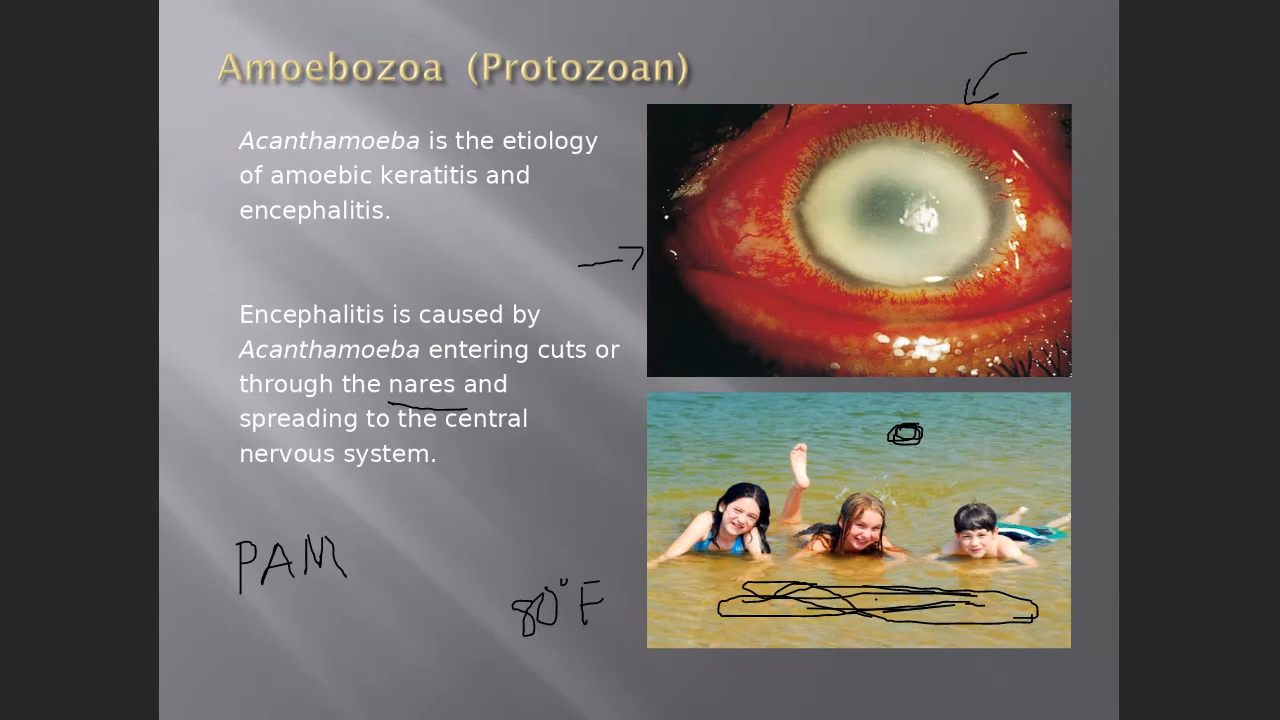 Amoebozoa (Protozoan)
Acanthamoeba is the etiology
of amoebic keratitis and
encephalitis.
Encephalitis is caused by
Acanthamoeba entering cuts or
through the nares and
spreading to the central
nervous system.
PAM
80° F